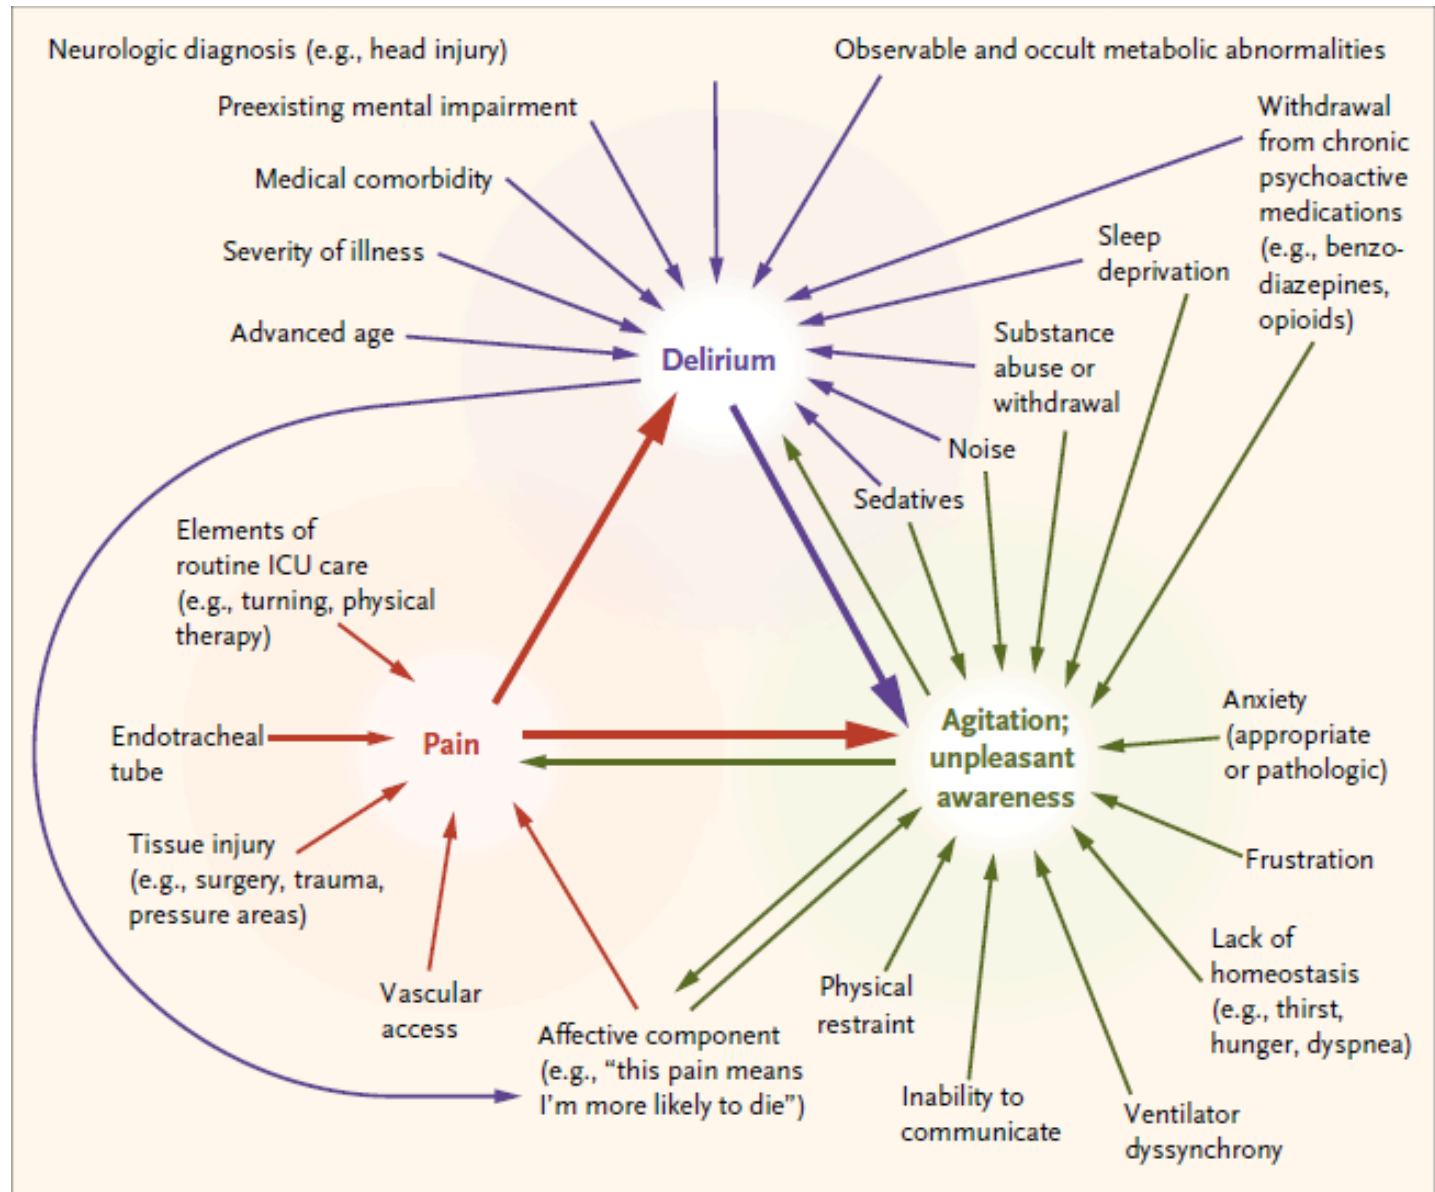 Neurologic diagnosis (e.g., head injury)
Observable and occult metabolic abnormalities
Preexisting mental impairment
Withdrawal
from chronic
psychoactive
medications
(e.g., benzo-
diazepines,
opioids)
Medical comorbidity
Severity of illness
Sleep
deprivation
Advanced age
Delirium
Substance
abuse or
withdrawal
Noise
Sedatives
Elements of
routine ICU care
(e.g., turning, physical
therapy)
Endotracheal
tube
Pain
Agitation;
unpleasant
awareness
Anxiety
(appropriate
or pathologic)
Tissue injury
(e.g., surgery, trauma,
pressure areas)
Frustration
Vascular
access
Affective component
(e.g., “this pain means
I’m more likely to die”)
Physical
restraint
Lack of
homeostasis
(e.g., thirst,
hunger, dyspnea)
Inability to
communicate
Ventilator
dyssynchrony